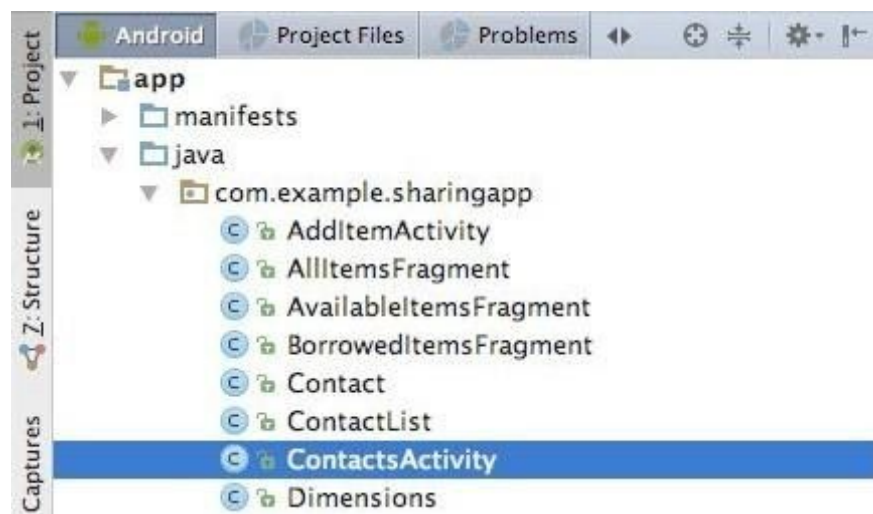 Android Project Files Problems
1: Project
app
manifests
java
com.example.sharingapp
AddItemActivity
AllItemsFragment
AvailableItemsFragment
BorrowedItemsFragment
Contact
ContactList
ContactsActivity
Dimensions
Z: Structure
Captures